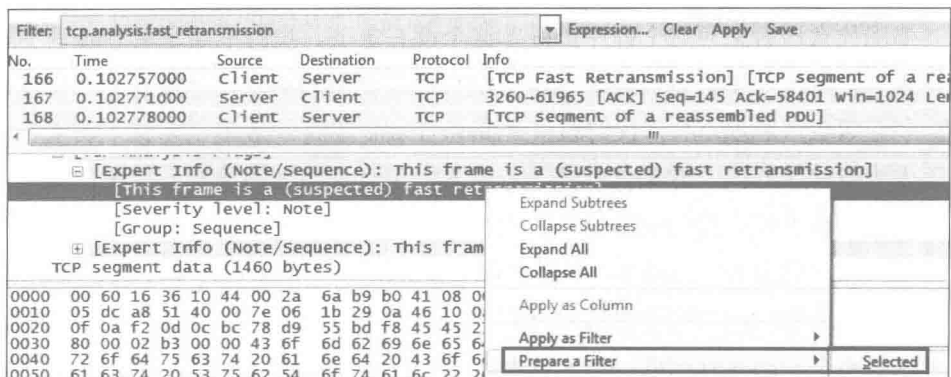 Filter: tcp.analysis.fast_retransmission Expression... Clear Apply Save
No. Time Source Destination Protocol Info
166 0.102757000 Client Server TCP [TCP Fast Retransmission] [TCP segment of a rea
167 0.102771000 Server Client TCP 3260→61965 [ACK] Seq=145 Ack=58401 Win=1024 Len
168 0.102778000 Client Server TCP [TCP segment of a reassembled PDU]
[Expert Info (Note/Sequence): This frame is a (suspected) fast retransmission]
[This frame is a (suspected) fast retransmission]
[Severity level: Note]
[Group: Sequence]
[Expert Info (Note/Sequence): This fram
TCP segment data (1460 bytes)
Expand Subtrees
Collapse Subtrees
Expand All
Collapse All
Apply as Column
Apply as Filter
Prepare a Filter
Selected
0000 00 60 16 36 10 44 00 2a 6a b9 b0 41 08 00
0010 05 dc a8 51 40 00 7e 06 1b 29 0a 46 10 0
0020 0f 0a f2 0d 0c bc 78 d9 55 bd f8 45 45 2
0030 80 00 02 b3 00 00 43 6f 6d 62 69 6e 65 64
0040 72 6f 64 75 63 74 20 61 6e 64 20 43 6f 6
0050 61 63 74 20 53 75 62 54 6f 74 61 6c 22 2